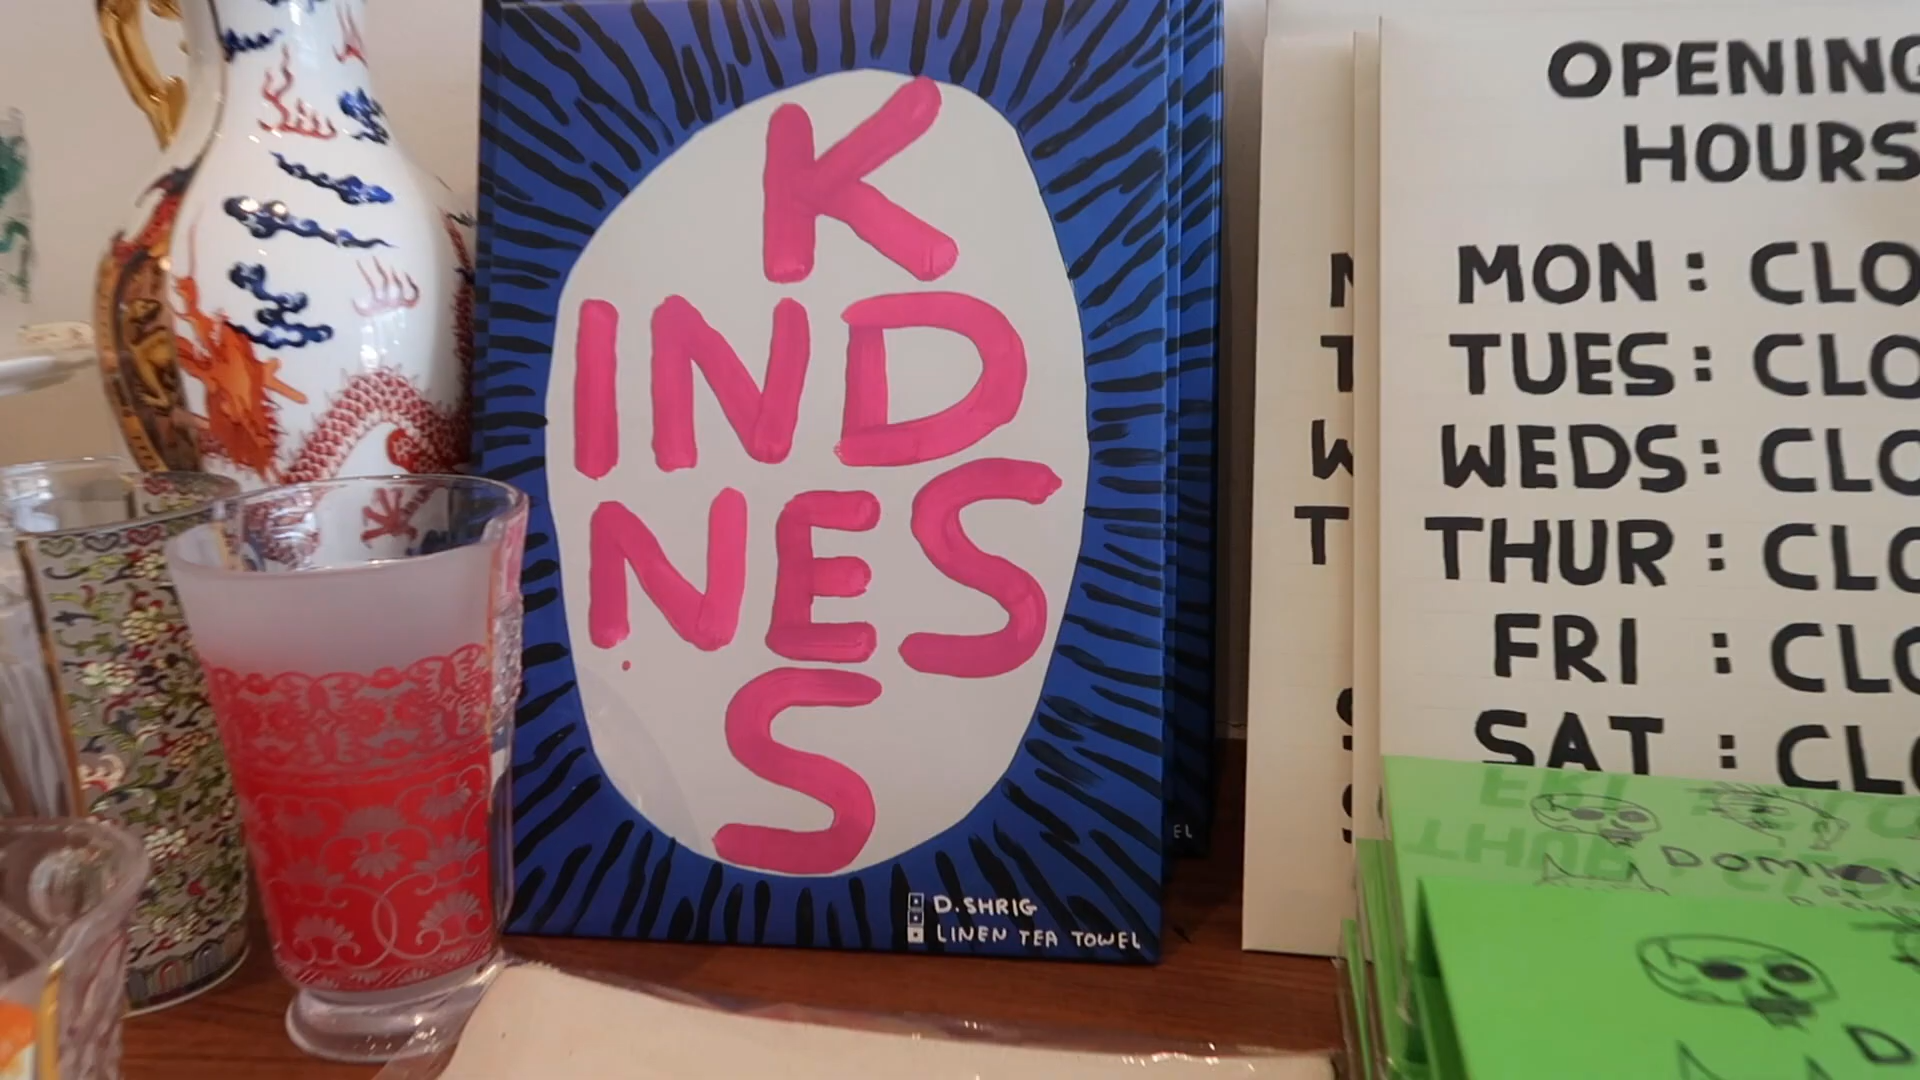 K
IND
NES
S
D.SHRIG
LINEN TEA TOWEL
EL
OPENING
HOURS
MON : CLO
TUES : CLO
WEDS : CLO
THUR : CLO
FRI : CLO
SAT : CLO